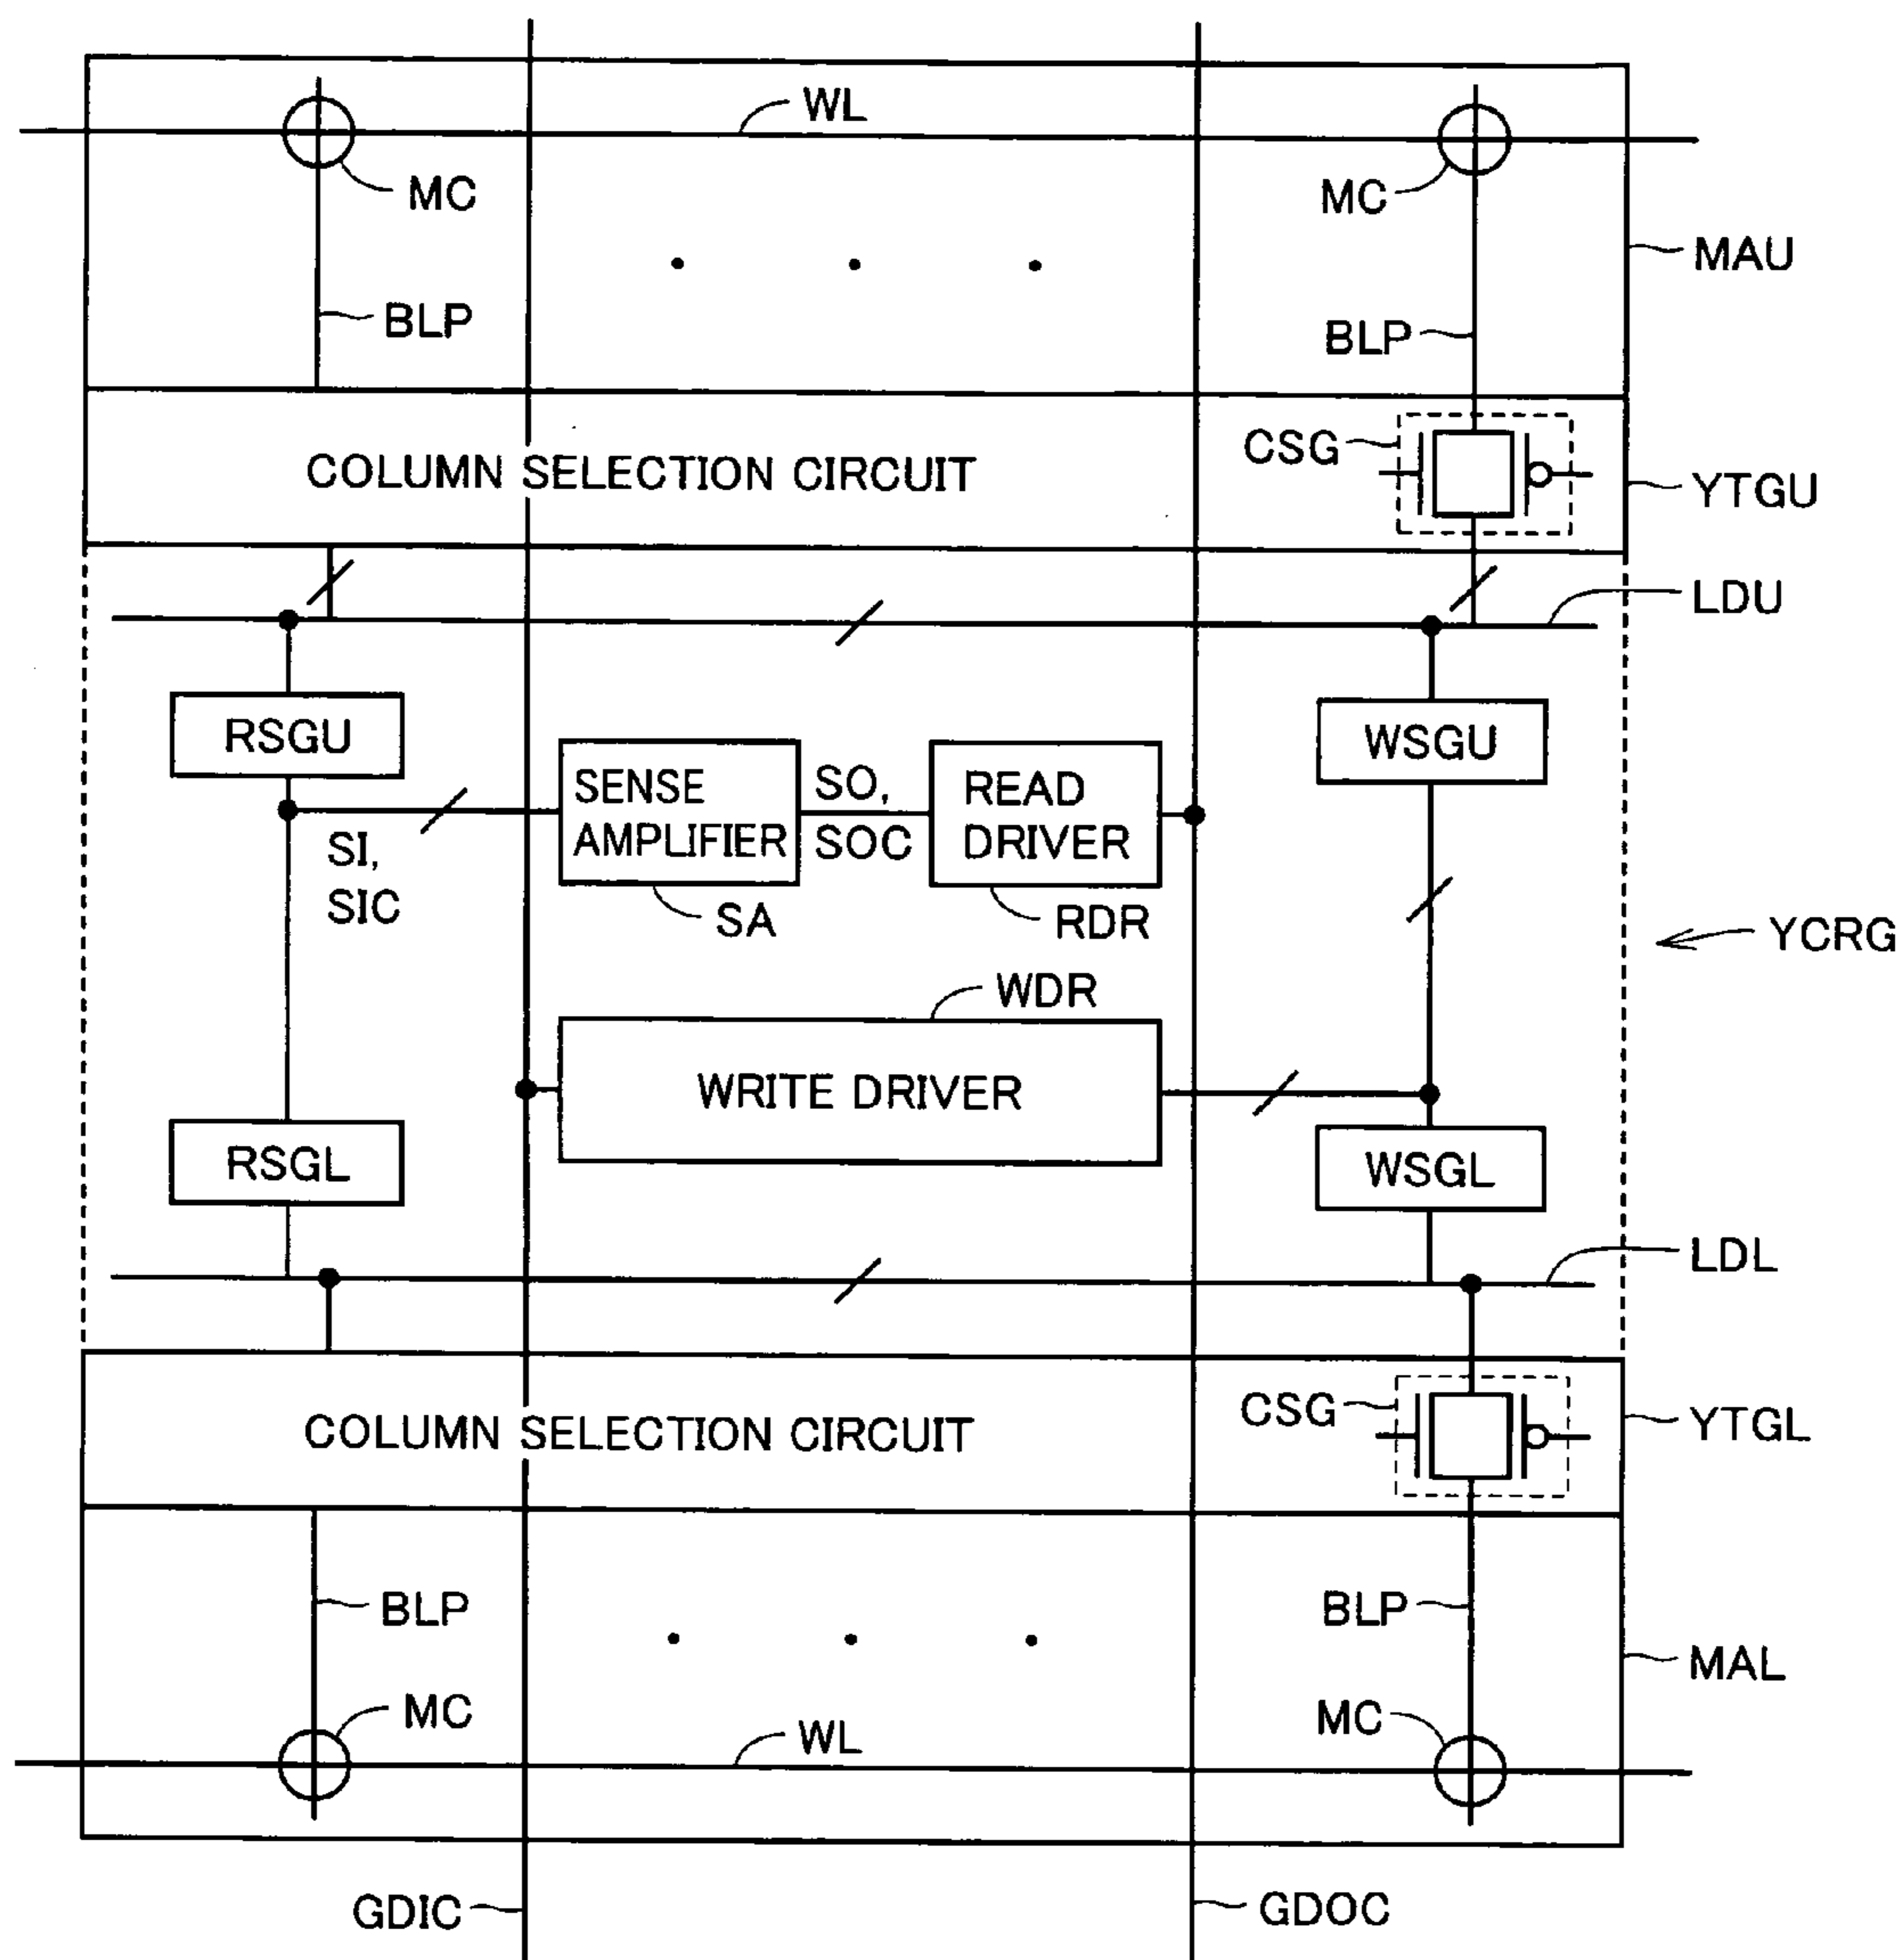 WL
MC
MC
MAU
BLP
BLP
CSG
COLUMN SELECTION CIRCUIT
YTGU
LDU
RSGU
WSGU
SENSE
AMPLIFIER
SO,
SOC
READ
DRIVER
SI,
SIC
SA
RDR
YCRG
WDR
WRITE DRIVER
RSGL
WSGL
LDL
CSG
COLUMN SELECTION CIRCUIT
YTGL
BLP
BLP
MAL
MC
MC
WL
GDIC
GDOC